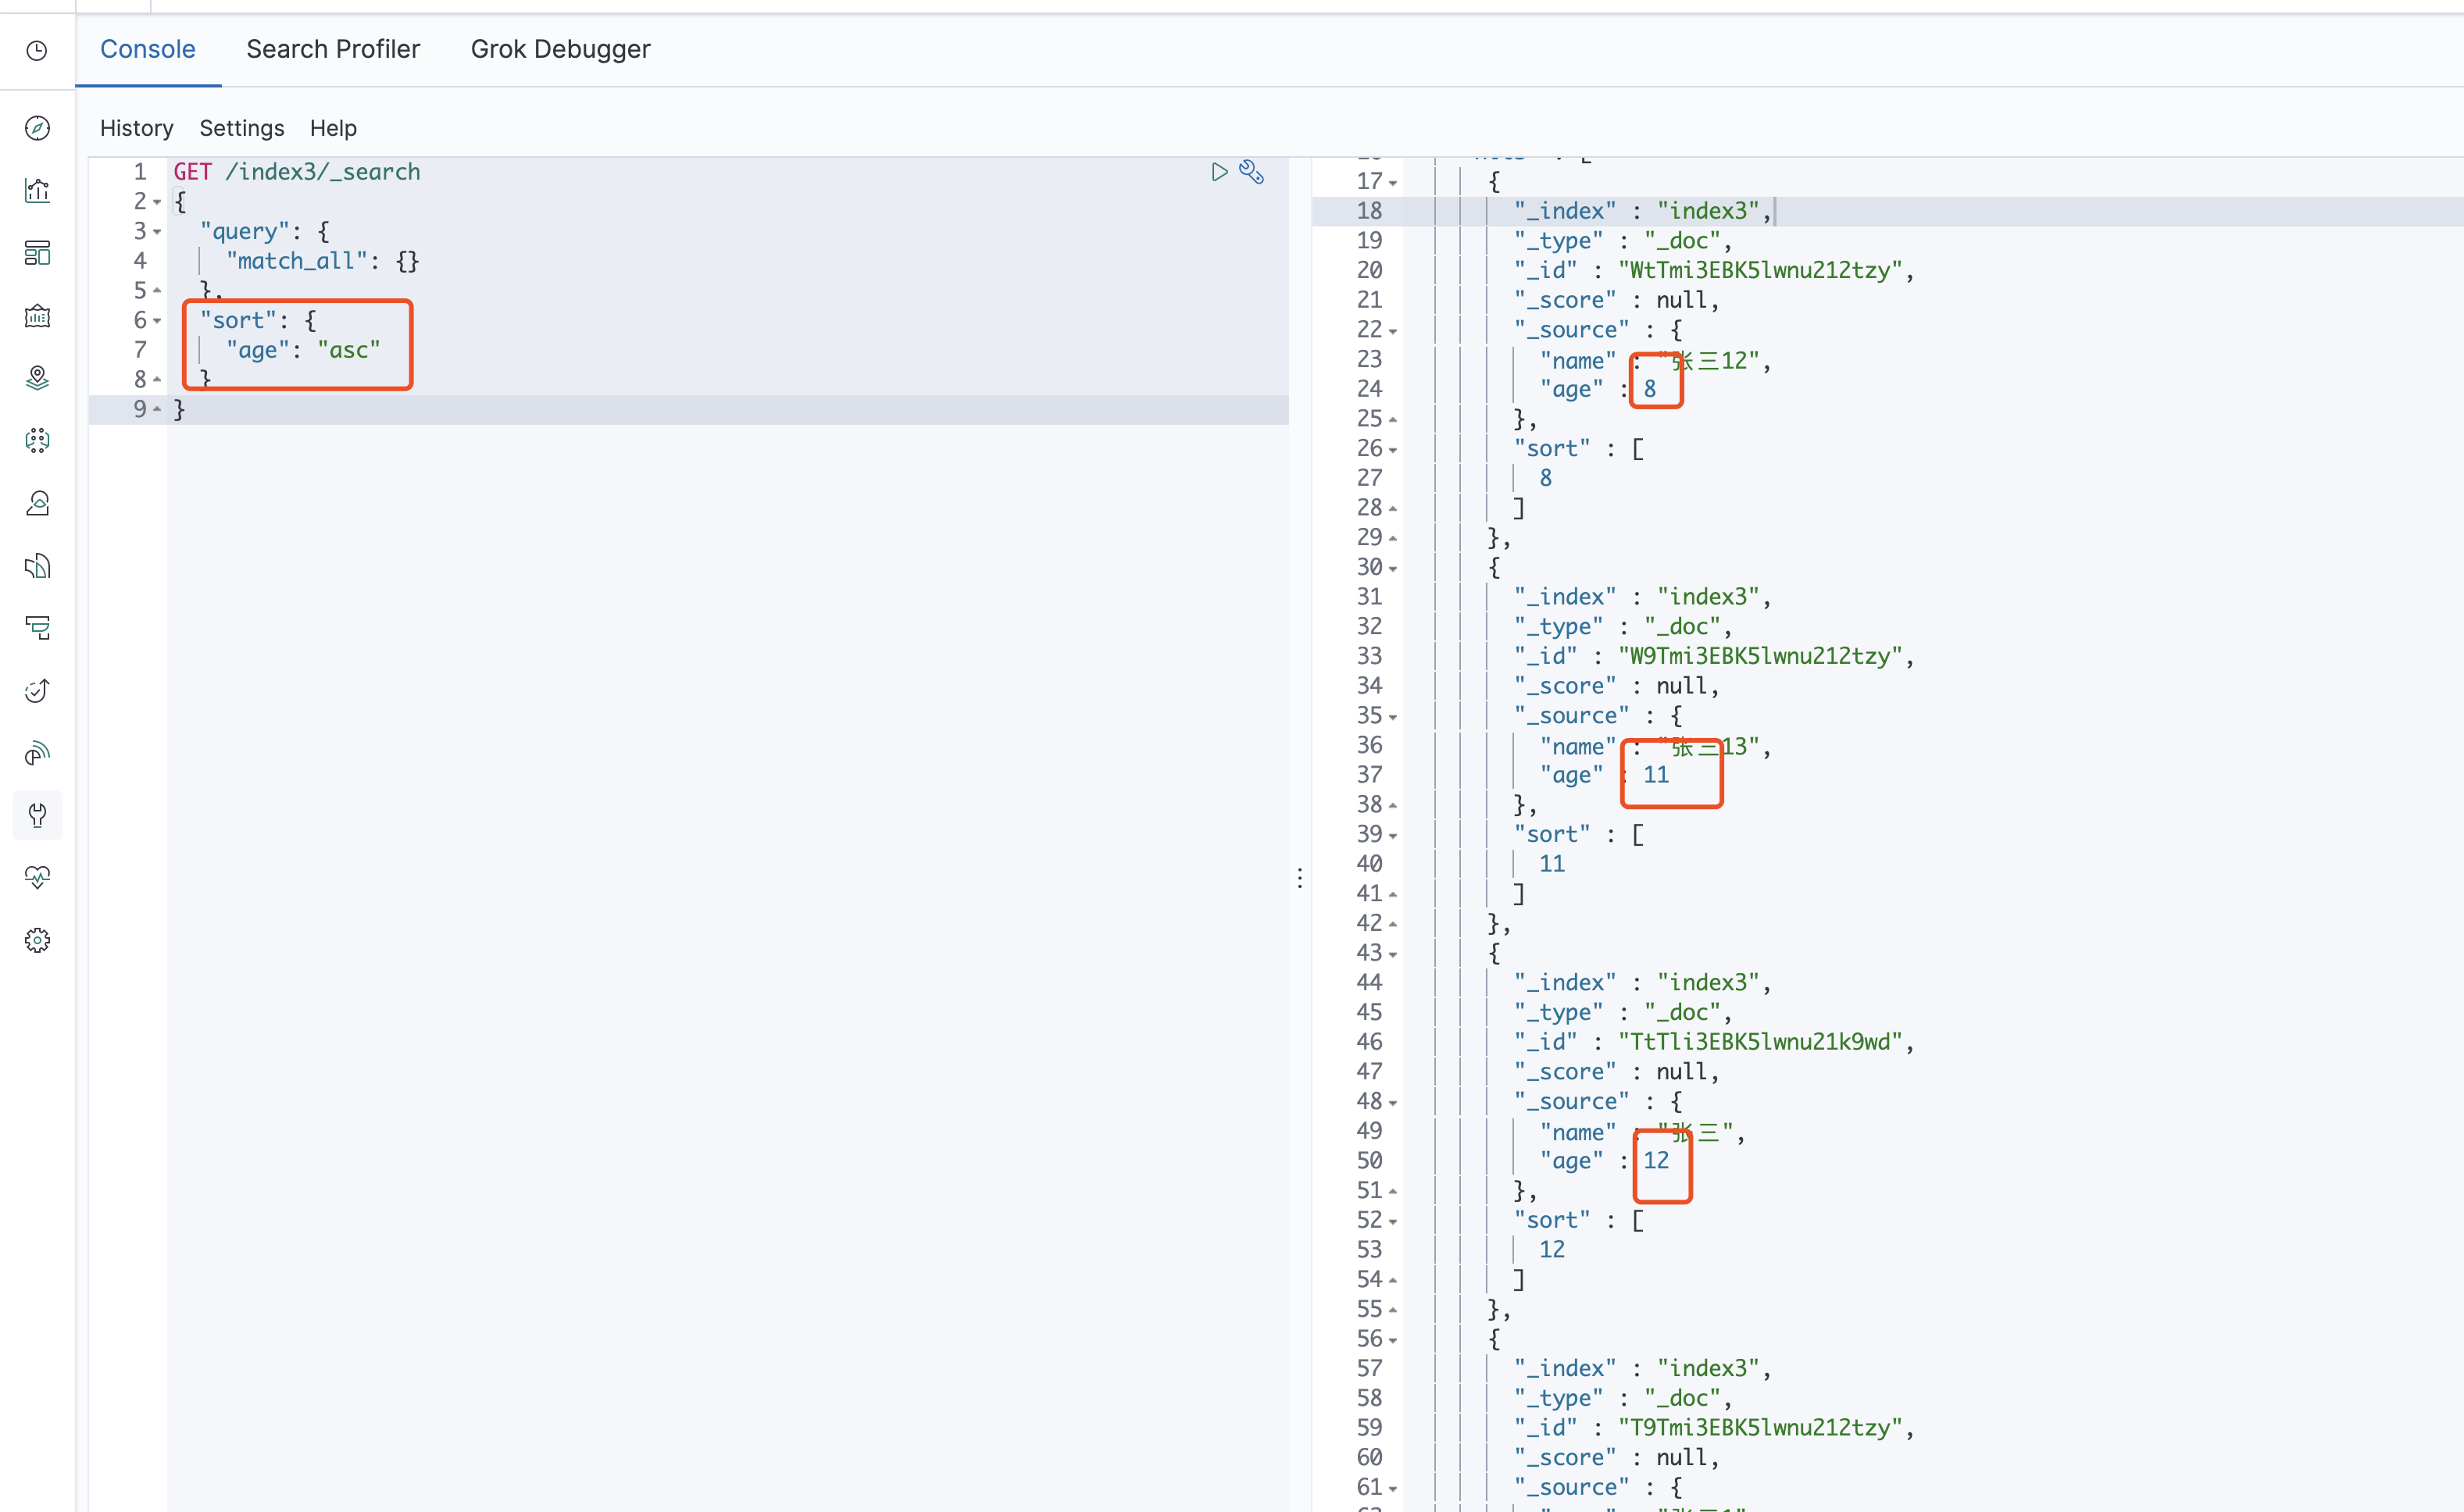 Console Search Profiler Grok Debugger
History Settings Help
1 GET /index3/_search
2 {
3 "query": {
4 "match_all": {}
5 },
6 "sort": {
7 "age": "asc"
8 }
9 }
17 {
18 "_index" : "index3",
19 "_type" : "_doc",
20 "_id" : "WtTmi3EBK5lwnu212tzy",
21 "_score" : null,
22 "_source" : {
23 "name" : "张三12",
24 "age" : 8
25 },
26 "sort" : [
27 8
28 ]
29 },
30 {
31 "_index" : "index3",
32 "_type" : "_doc",
33 "_id" : "W9Tmi3EBK5lwnu212tzy",
34 "_score" : null,
35 "_source" : {
36 "name" : "张三13",
37 "age" : 11
38 },
39 "sort" : [
40 11
41 ]
42 },
43 {
44 "_index" : "index3",
45 "_type" : "_doc",
46 "_id" : "TtTli3EBK5lwnu21k9wd",
47 "_score" : null,
48 "_source" : {
49 "name" : "张三",
50 "age" : 12
51 },
52 "sort" : [
53 12
54 ]
55 },
56 {
57 "_index" : "index3",
58 "_type" : "_doc",
59 "_id" : "T9Tmi3EBK5lwnu212tzy",
60 "_score" : null,
61 "_source" : {